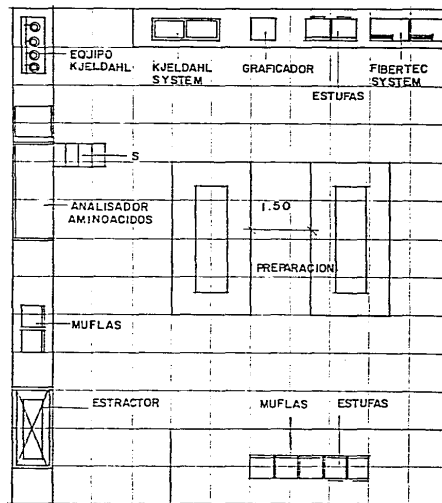 EQUIPO
KJELDAHL
KJELDAHL
SYSTEM
GRAFICADOR
ESTUFAS
FIBERTEC
SYSTEM
S
ANALISADOR
AMINOACIDOS
1.50
PREPARACION
MUFLAS
ESTRACTOR
MUFLAS
ESTUFAS